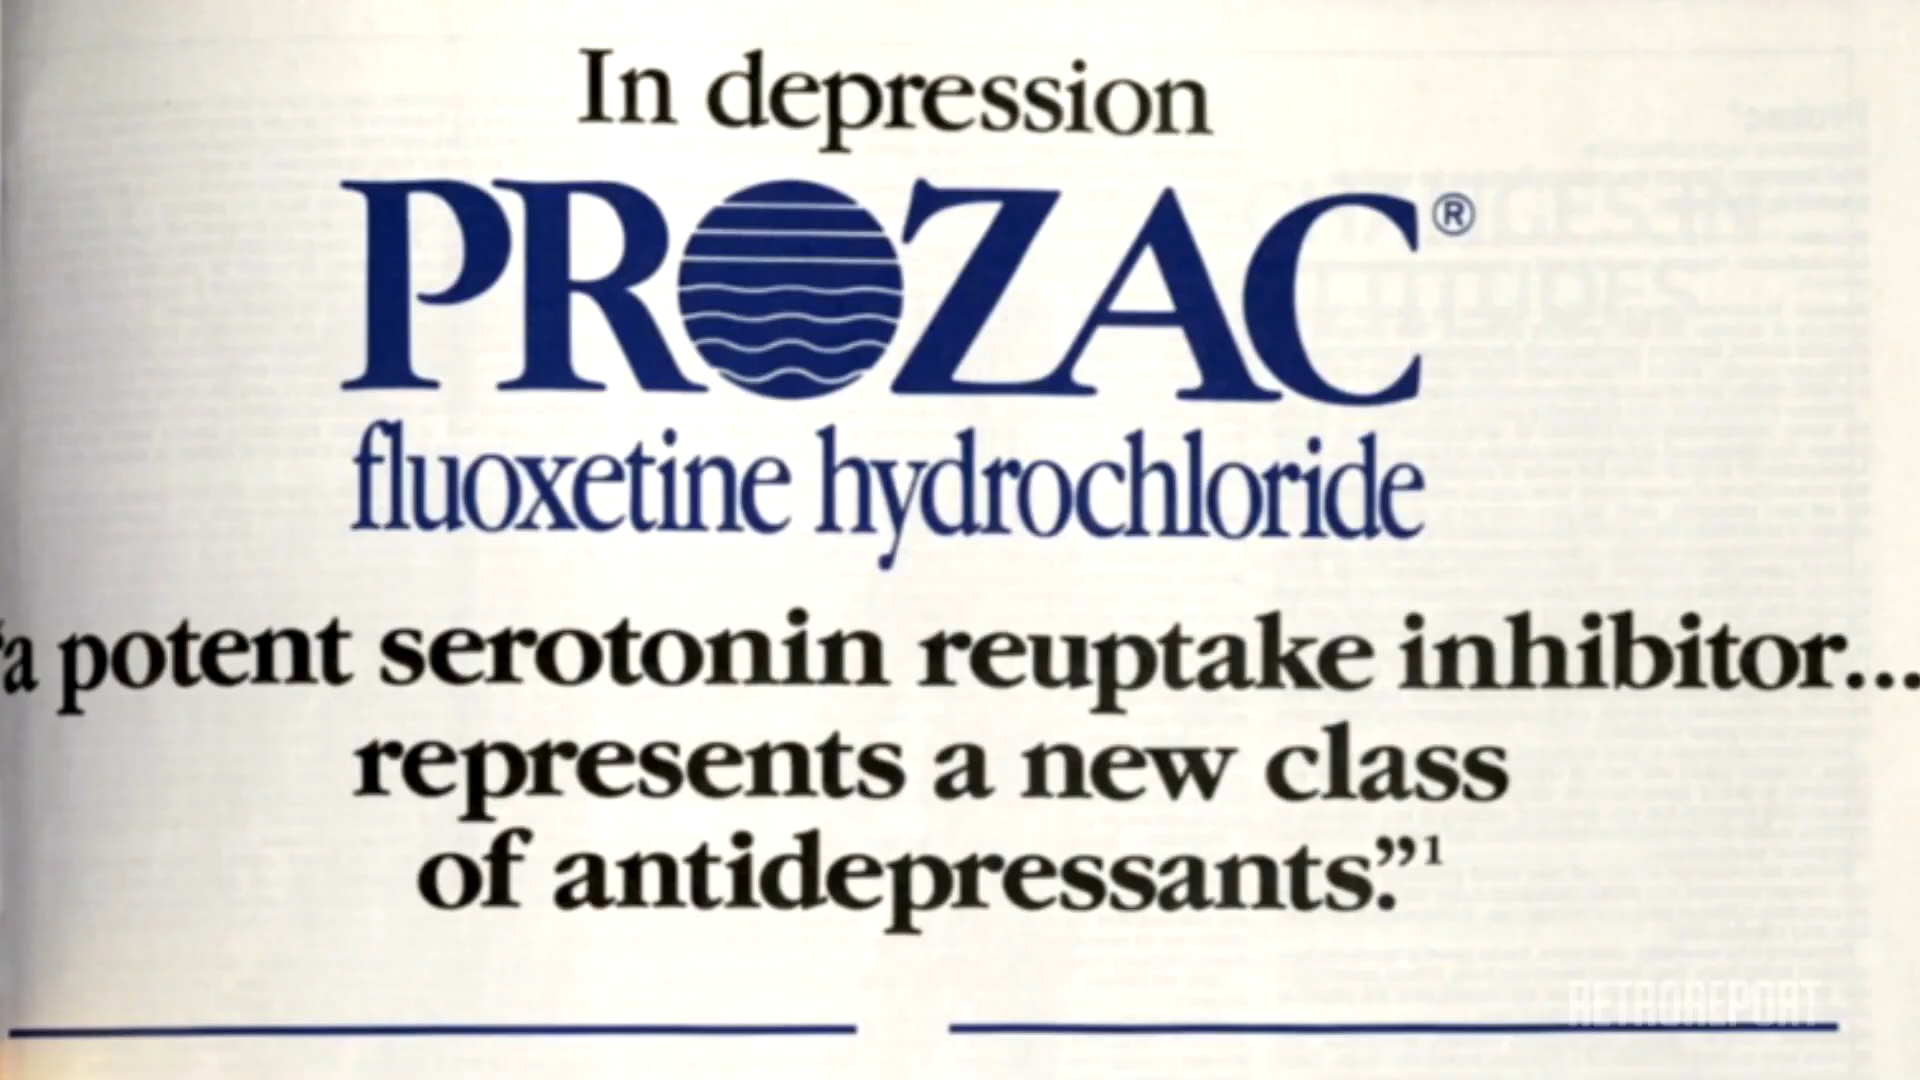 In depression
PROZAC®
fluoxetine hydrochloride
“a potent serotonin reuptake inhibitor...
represents a new class
of antidepressants.”¹
RETROREPORT